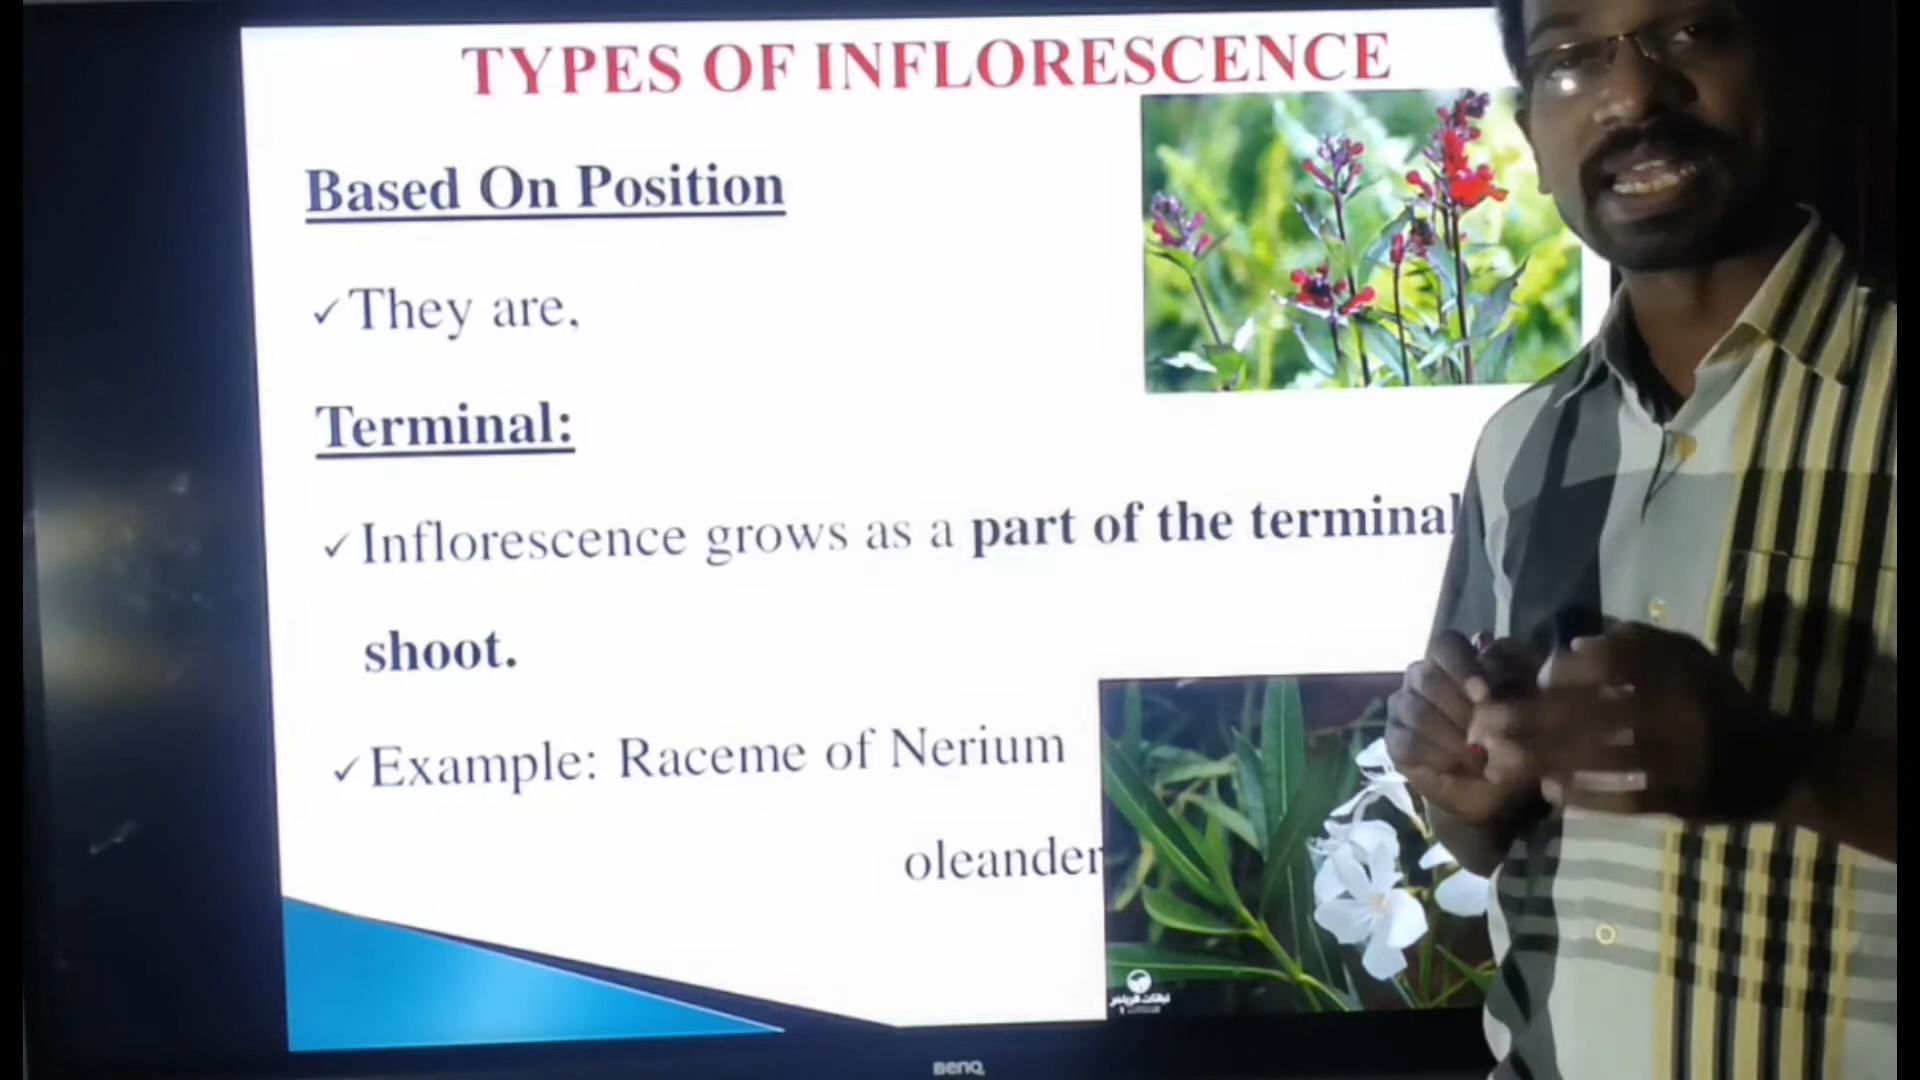 TYPES OF INFLORESCENCE
Based On Position
✓They are,
Terminal:
✓Inflorescence grows as a part of the terminal
shoot.
✓Example: Raceme of Nerium
oleander
BenQ